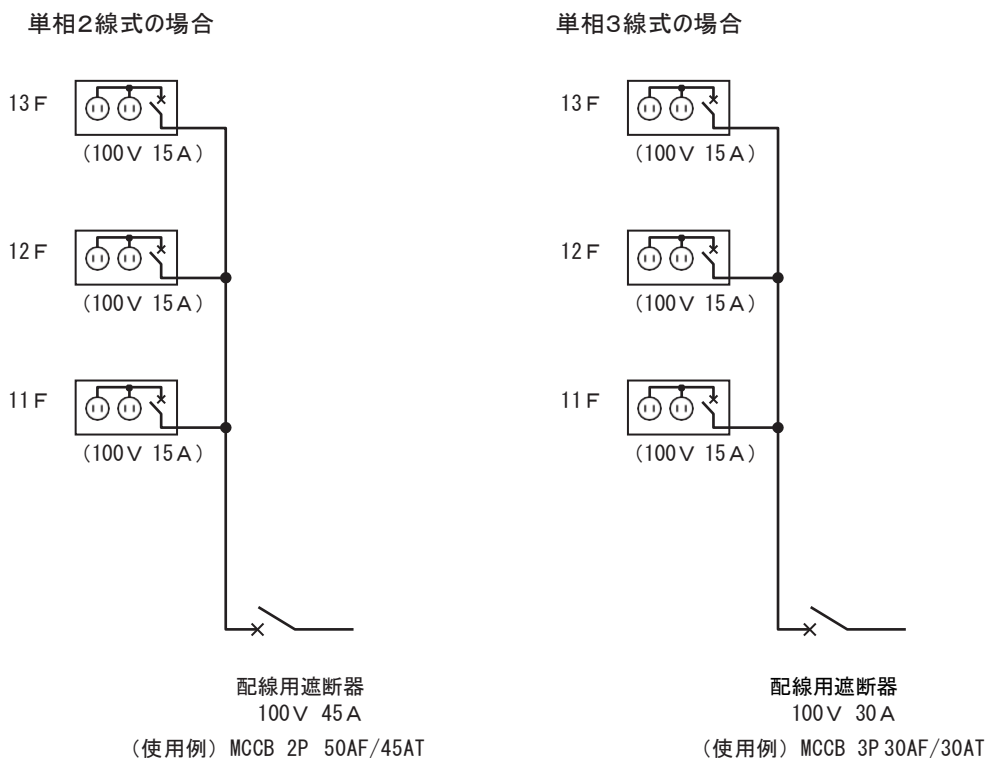 単相2線式の場合
13F
(100V 15A)
12F
(100V 15A)
11F
(100V 15A)
配線用遮断器
100V 45A
(使用例) MCCB 2P 50AF/45AT
単相3線式の場合
13F
(100V 15A)
12F
(100V 15A)
11F
(100V 15A)
配線用遮断器
100V 30A
(使用例) MCCB 3P 30AF/30AT